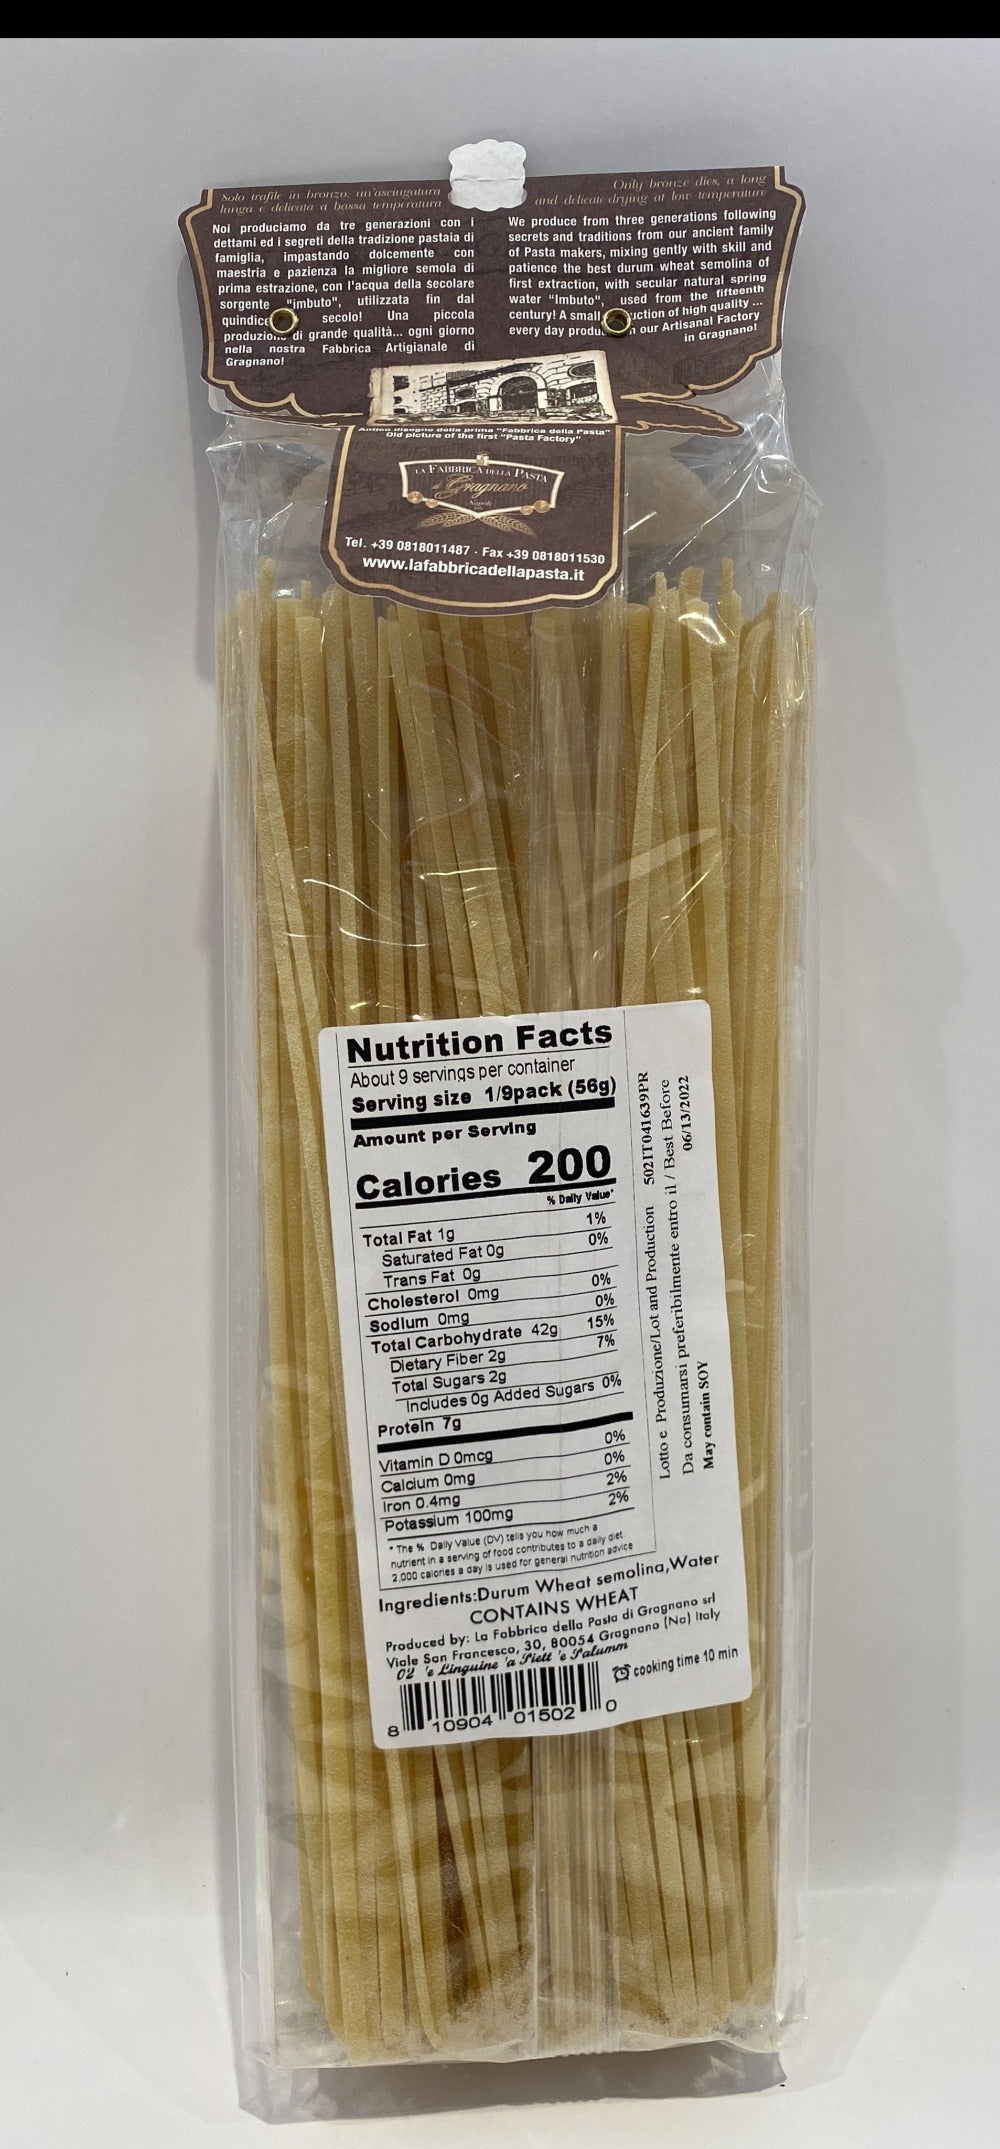 Solo trafile in bronzo, un'asciugatura
lunga e delicata a bassa temperatura
Noi produciamo da tre generazioni con i
dettami ed i segreti della tradizione pastaia di
famiglia, impastando dolcemente con
maestria e pazienza la migliore semola di
prima estrazione, con l'acqua della secolare
sorgente "imbuto", utilizzata fin dal
secolo! Una piccola
di grande qualità... ogni giorno
nella nostra Fabbrica Artigianale di
Gragnano!
Only bronze dies, a long
and delicate drying at low temperature
We produce from three generations following
secrets and traditions from our ancient family
of Pasta makers, mixing gently with skill and
patience the best durum wheat semolina of
first extraction, with secular natural spring
water "Imbuto", used from the fifteenth
century! A small of high quality ...
every day our Artisanal Factory
in Gragnano!
Antico disegno della prima "Fabbrica della Pasta"
Old picture of the first "Pasta Factory"
LA FABBRICA DELLA PASTA
di Gragnano
Napoli
Tel. +39 0818011487 - Fax +39 0818011530
www.lafabbricadellapasta.it
Nutrition Facts
About 9 servings per container
Serving size 1/9pack (56g)
Amount per Serving
Calories 200
% Daily Value*
Total Fat 1g 1%
Saturated Fat 0g 0%
Trans Fat 0g
Cholesterol 0mg 0%
Sodium 0mg 0%
Total Carbohydrate 42g 15%
Dietary Fiber 2g 7%
Total Sugars 2g
Includes 0g Added Sugars 0%
Protein 7g
Vitamin D 0mcg 0%
Calcium 0mg 0%
Iron 0.4mg 2%
Potassium 100mg 2%
* The % Daily Value (DV) tells you how much a
nutrient in a serving of food contributes to a daily diet.
2,000 calories a day is used for general nutrition advice
Lotto e Produzione/Lot and Production 502IT041639PR
Da consumarsi preferibilmente entro il / Best Before
06/13/2022
May contain SOY
Ingredients:Durum Wheat semolina,Water
CONTAINS WHEAT
Produced by: La Fabbrica della Pasta di Gragnano srl
Viale San Francesco, 30, 80054 Gragnano (Na) Italy
02 'e Linguine 'a Piett 'e Palumm
cooking time 10 min
8 10904 01502 0